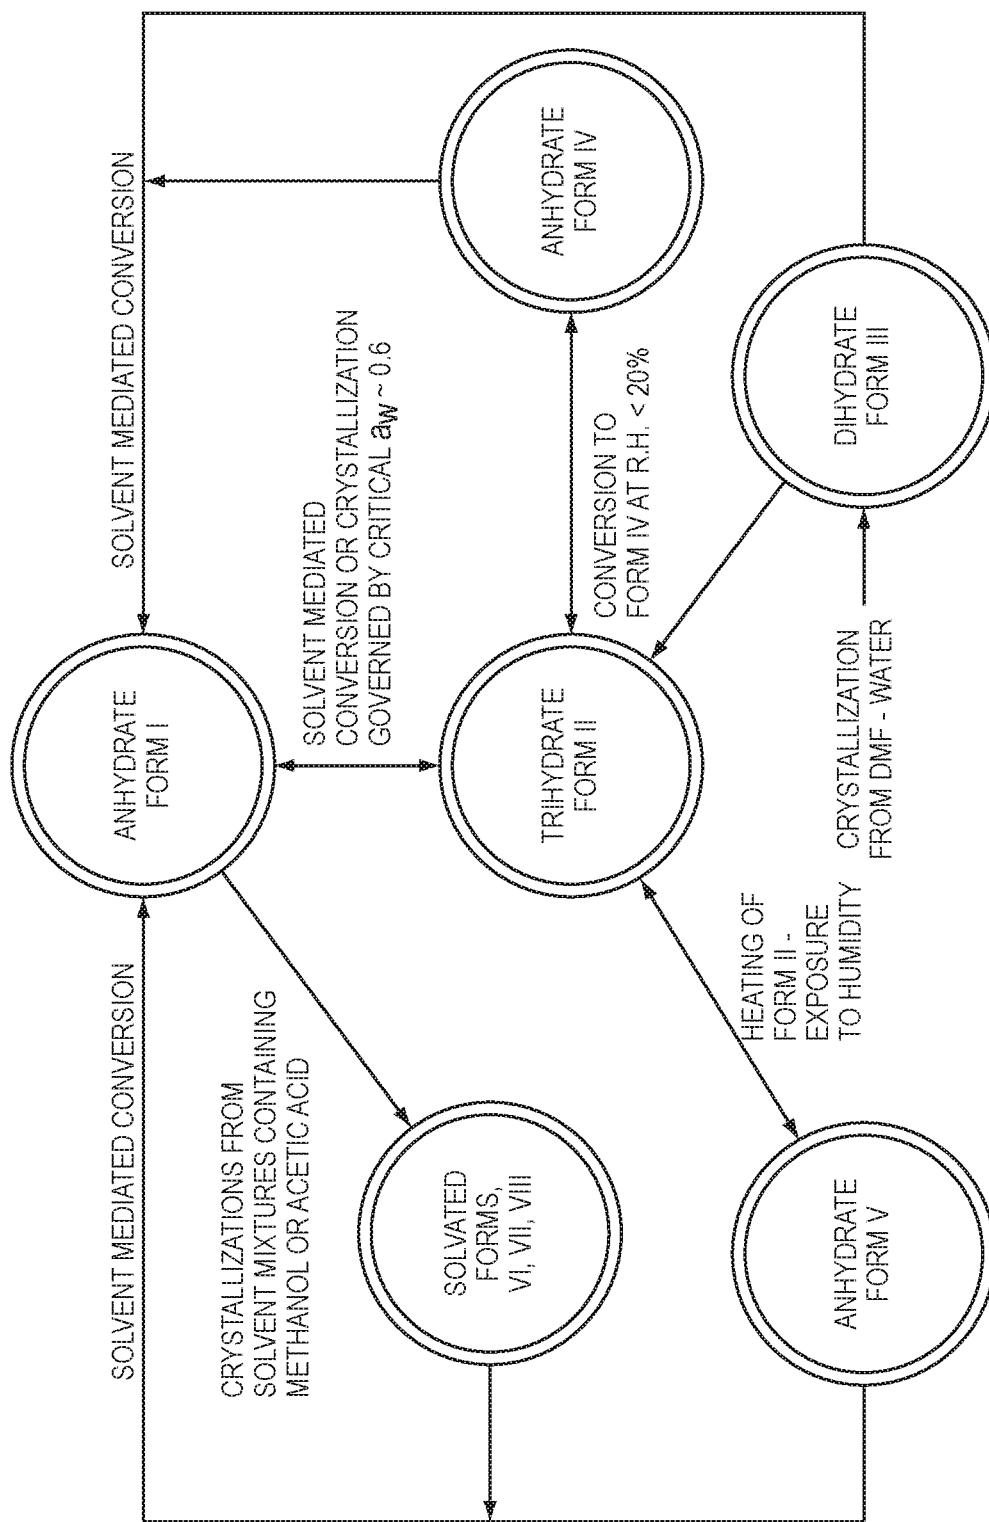 SOLVENT MEDIATED CONVERSION
SOLVENT MEDIATED CONVERSION
ANHYDRATE
FORM I
CRYSTALLIZATIONS FROM
SOLVENT MIXTURES CONTAINING
METHANOL OR ACETIC ACID
SOLVENT MEDIATED
CONVERSION OR CRYSTALLIZATION
GOVERNED BY CRITICAL aw ~ 0.6
ANHYDRATE
FORM IV
SOLVATED
FORMS,
VI, VII, VIII
TRIHYDRATE
FORM II
CONVERSION TO
FORM IV AT R.H. < 20%
HEATING OF
FORM II -
EXPOSURE
TO HUMIDITY
ANHYDRATE
FORM V
CRYSTALLIZATION
FROM DMF - WATER
DIHYDRATE
FORM III